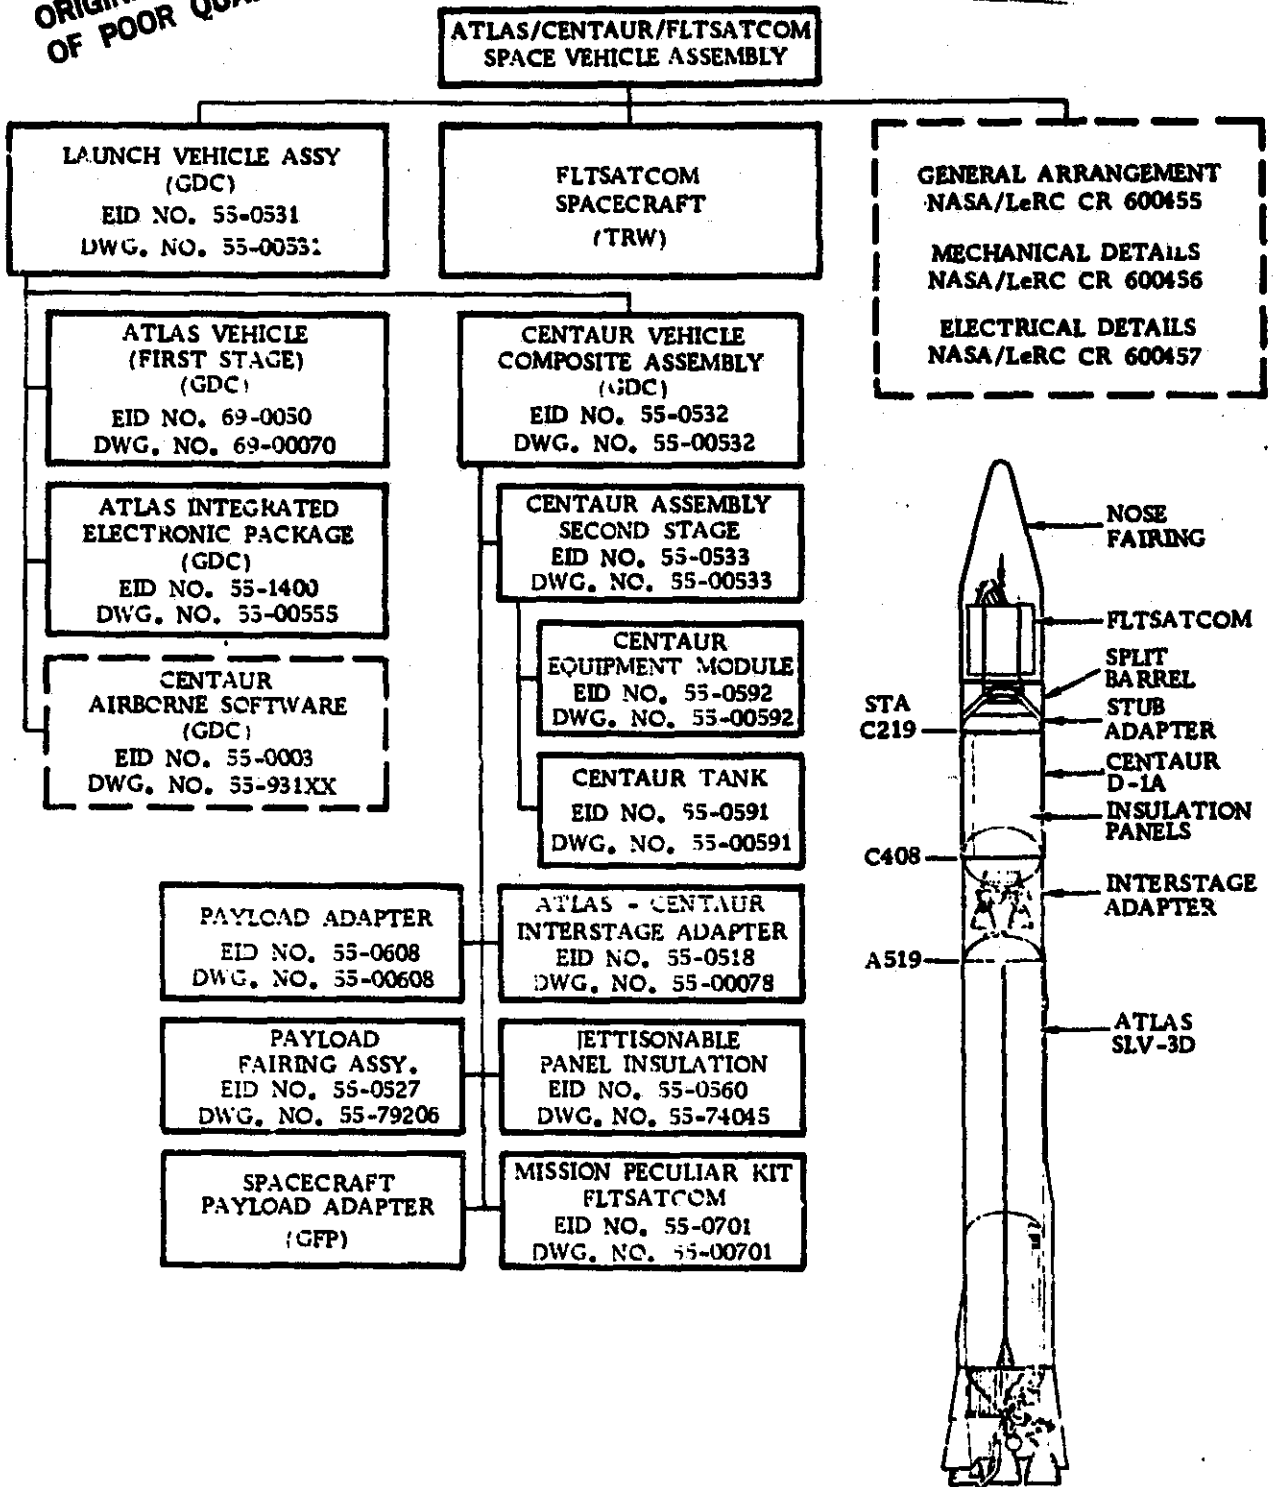 ORIGIN
OF POOR QUA
ATLAS/CENTAUR/FLTSATCOM
SPACE VEHICLE ASSEMBLY
LAUNCH VEHICLE ASSY
(GDC)
EID NO. 55-0531
DWG. NO. 55-00531
FLTSATCOM
SPACECRAFT
(TRW)
GENERAL ARRANGEMENT
NASA/LeRC CR 600455
MECHANICAL DETAILS
NASA/LeRC CR 600456
ELECTRICAL DETAILS
NASA/LeRC CR 600457
ATLAS VEHICLE
(FIRST STAGE)
(GDC)
EID NO. 69-0050
DWG. NO. 69-00070
CENTAUR VEHICLE
COMPOSITE ASSEMBLY
(GDC)
EID NO. 55-0532
DWG. NO. 55-00532
ATLAS INTEGRATED
ELECTRONIC PACKAGE
(GDC)
EID NO. 55-1400
DWG. NO. 55-00555
CENTAUR ASSEMBLY
SECOND STAGE
EID NO. 55-0533
DWG. NO. 55-00533
CENTAUR
AIRBORNE SOFTWARE
(GDC)
EID NO. 55-0003
DWG. NO. 55-931XX
CENTAUR
EQUIPMENT MODULE
EID NO. 55-0592
DWG. NO. 55-00592
CENTAUR TANK
EID NO. 55-0591
DWG. NO. 55-00591
PAYLOAD ADAPTER
EID NO. 55-0608
DWG. NO. 55-00608
ATLAS - CENTAUR
INTERSTAGE ADAPTER
EID NO. 55-0518
DWG. NO. 55-00078
PAYLOAD
FAIRING ASSY.
EID NO. 55-0527
DWG. NO. 55-79206
JETTISONABLE
PANEL INSULATION
EID NO. 55-0560
DWG. NO. 55-74045
SPACECRAFT
PAYLOAD ADAPTER
(GFP)
MISSION PECULIAR KIT
FLTSATCOM
EID NO. 55-0701
DWG. NO. 55-00701
NOSE
FAIRING
FLTSATCOM
SPLIT
BARREL
STA
C219
STUB
ADAPTER
CENTAUR
D-1A
INSULATION
PANELS
C408
INTERSTAGE
ADAPTER
A519
ATLAS
SLV-3D